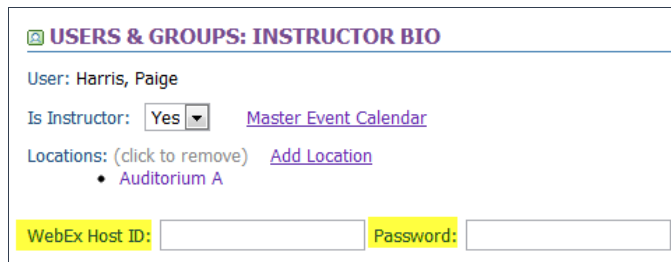 USERS & GROUPS: INSTRUCTOR BIO
User: Harris, Paige
Is Instructor: Yes Master Event Calendar
Locations: (click to remove) Add Location
• Auditorium A
WebEx Host ID: Password: